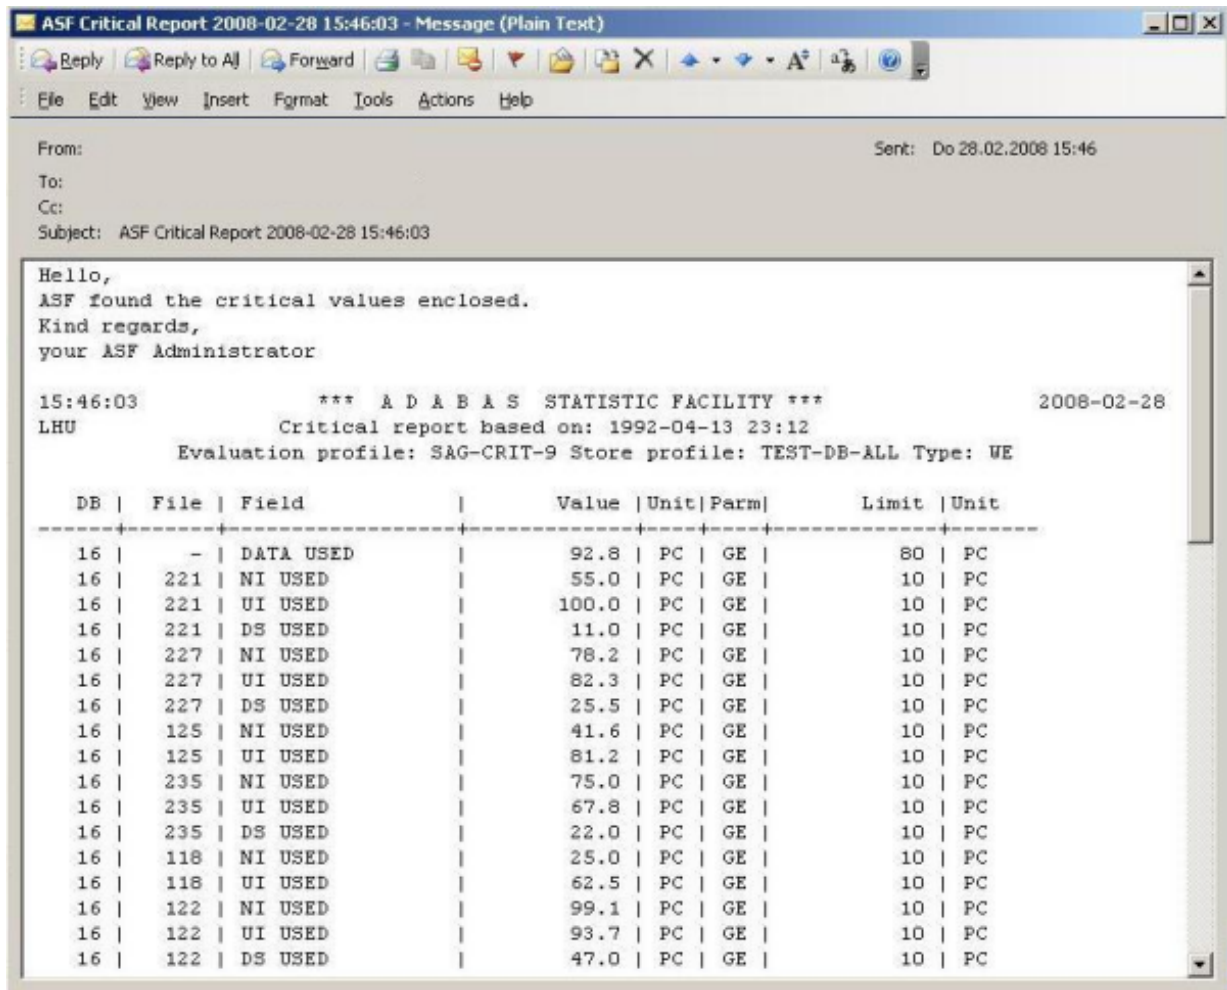 ASF Critical Report 2008-02-28 15:46:03 - Message (Plain Text)
Reply Reply to All Forward
File Edit View Insert Format Tools Actions Help
From: Sent: Do 28.02.2008 15:46
To:
Cc:
Subject: ASF Critical Report 2008-02-28 15:46:03
Hello,
ASF found the critical values enclosed.
Kind regards,
your ASF Administrator
15:46:03 *** A D A B A S STATISTIC FACILITY *** 2008-02-28
LHU Critical report based on: 1992-04-13 23:12
Evaluation profile: SAG-CRIT-9 Store profile: TEST-DB-ALL Type: WE
DB | File | Field | Value |Unit|Parm| Limit |Unit
------+-------+--------------------+---------------+----+----+---------------+-------
16 | - | DATA USED | 92.8 | PC | GE | 80 | PC
16 | 221 | NI USED | 55.0 | PC | GE | 10 | PC
16 | 221 | UI USED | 100.0 | PC | GE | 10 | PC
16 | 221 | DS USED | 11.0 | PC | GE | 10 | PC
16 | 227 | NI USED | 78.2 | PC | GE | 10 | PC
16 | 227 | UI USED | 82.3 | PC | GE | 10 | PC
16 | 227 | DS USED | 25.5 | PC | GE | 10 | PC
16 | 125 | NI USED | 41.6 | PC | GE | 10 | PC
16 | 125 | UI USED | 81.2 | PC | GE | 10 | PC
16 | 235 | NI USED | 75.0 | PC | GE | 10 | PC
16 | 235 | UI USED | 67.8 | PC | GE | 10 | PC
16 | 235 | DS USED | 22.0 | PC | GE | 10 | PC
16 | 118 | NI USED | 25.0 | PC | GE | 10 | PC
16 | 118 | UI USED | 62.5 | PC | GE | 10 | PC
16 | 122 | NI USED | 99.1 | PC | GE | 10 | PC
16 | 122 | UI USED | 93.7 | PC | GE | 10 | PC
16 | 122 | DS USED | 47.0 | PC | GE | 10 | PC